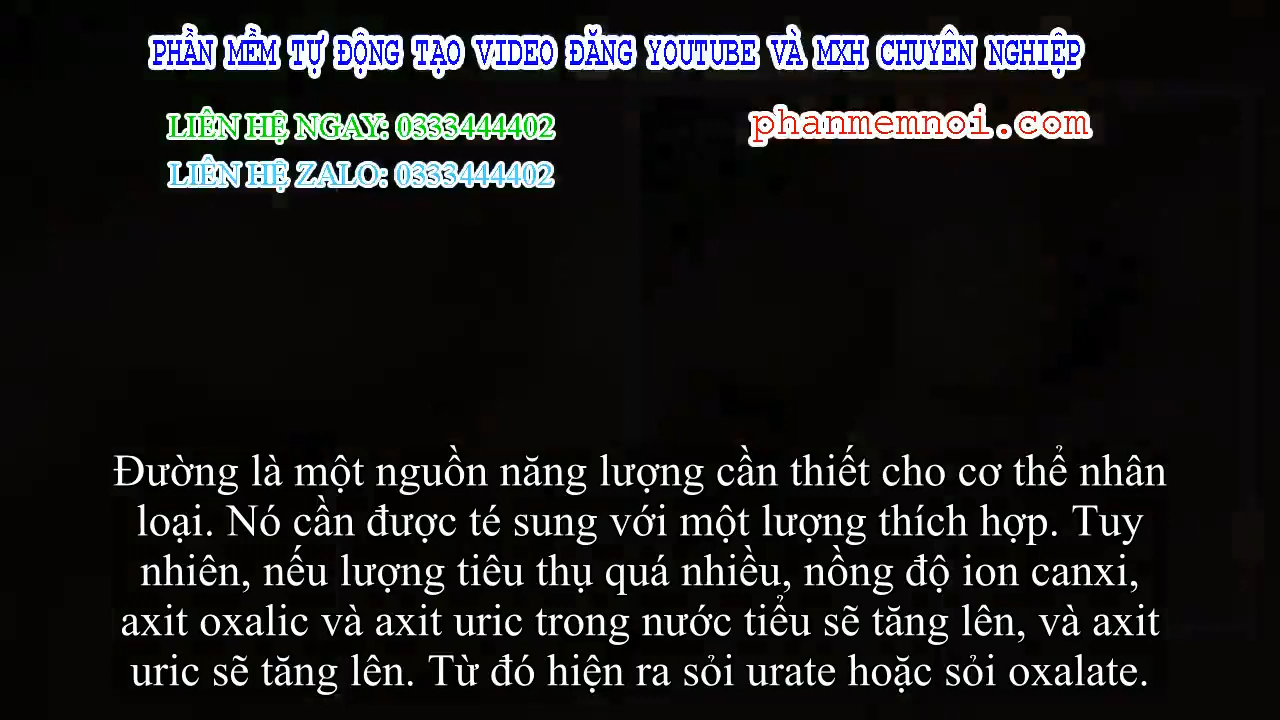 PHẦN MỀM TỰ ĐỘNG TẠO VIDEO ĐĂNG YOUTUBE VÀ MXH CHUYÊN NGHIỆP
LIÊN HỆ NGAY: 0333444402
phanmemnoi.com
LIÊN HỆ ZALO: 0333444402
Đường là một nguồn năng lượng cần thiết cho cơ thể nhân
loại. Nó cần được té sung với một lượng thích hợp. Tuy
nhiên, nếu lượng tiêu thụ quá nhiều, nồng độ ion canxi,
axit oxalic và axit uric trong nước tiểu sẽ tăng lên, và axit
uric sẽ tăng lên. Từ đó hiện ra sỏi urate hoặc sỏi oxalate.